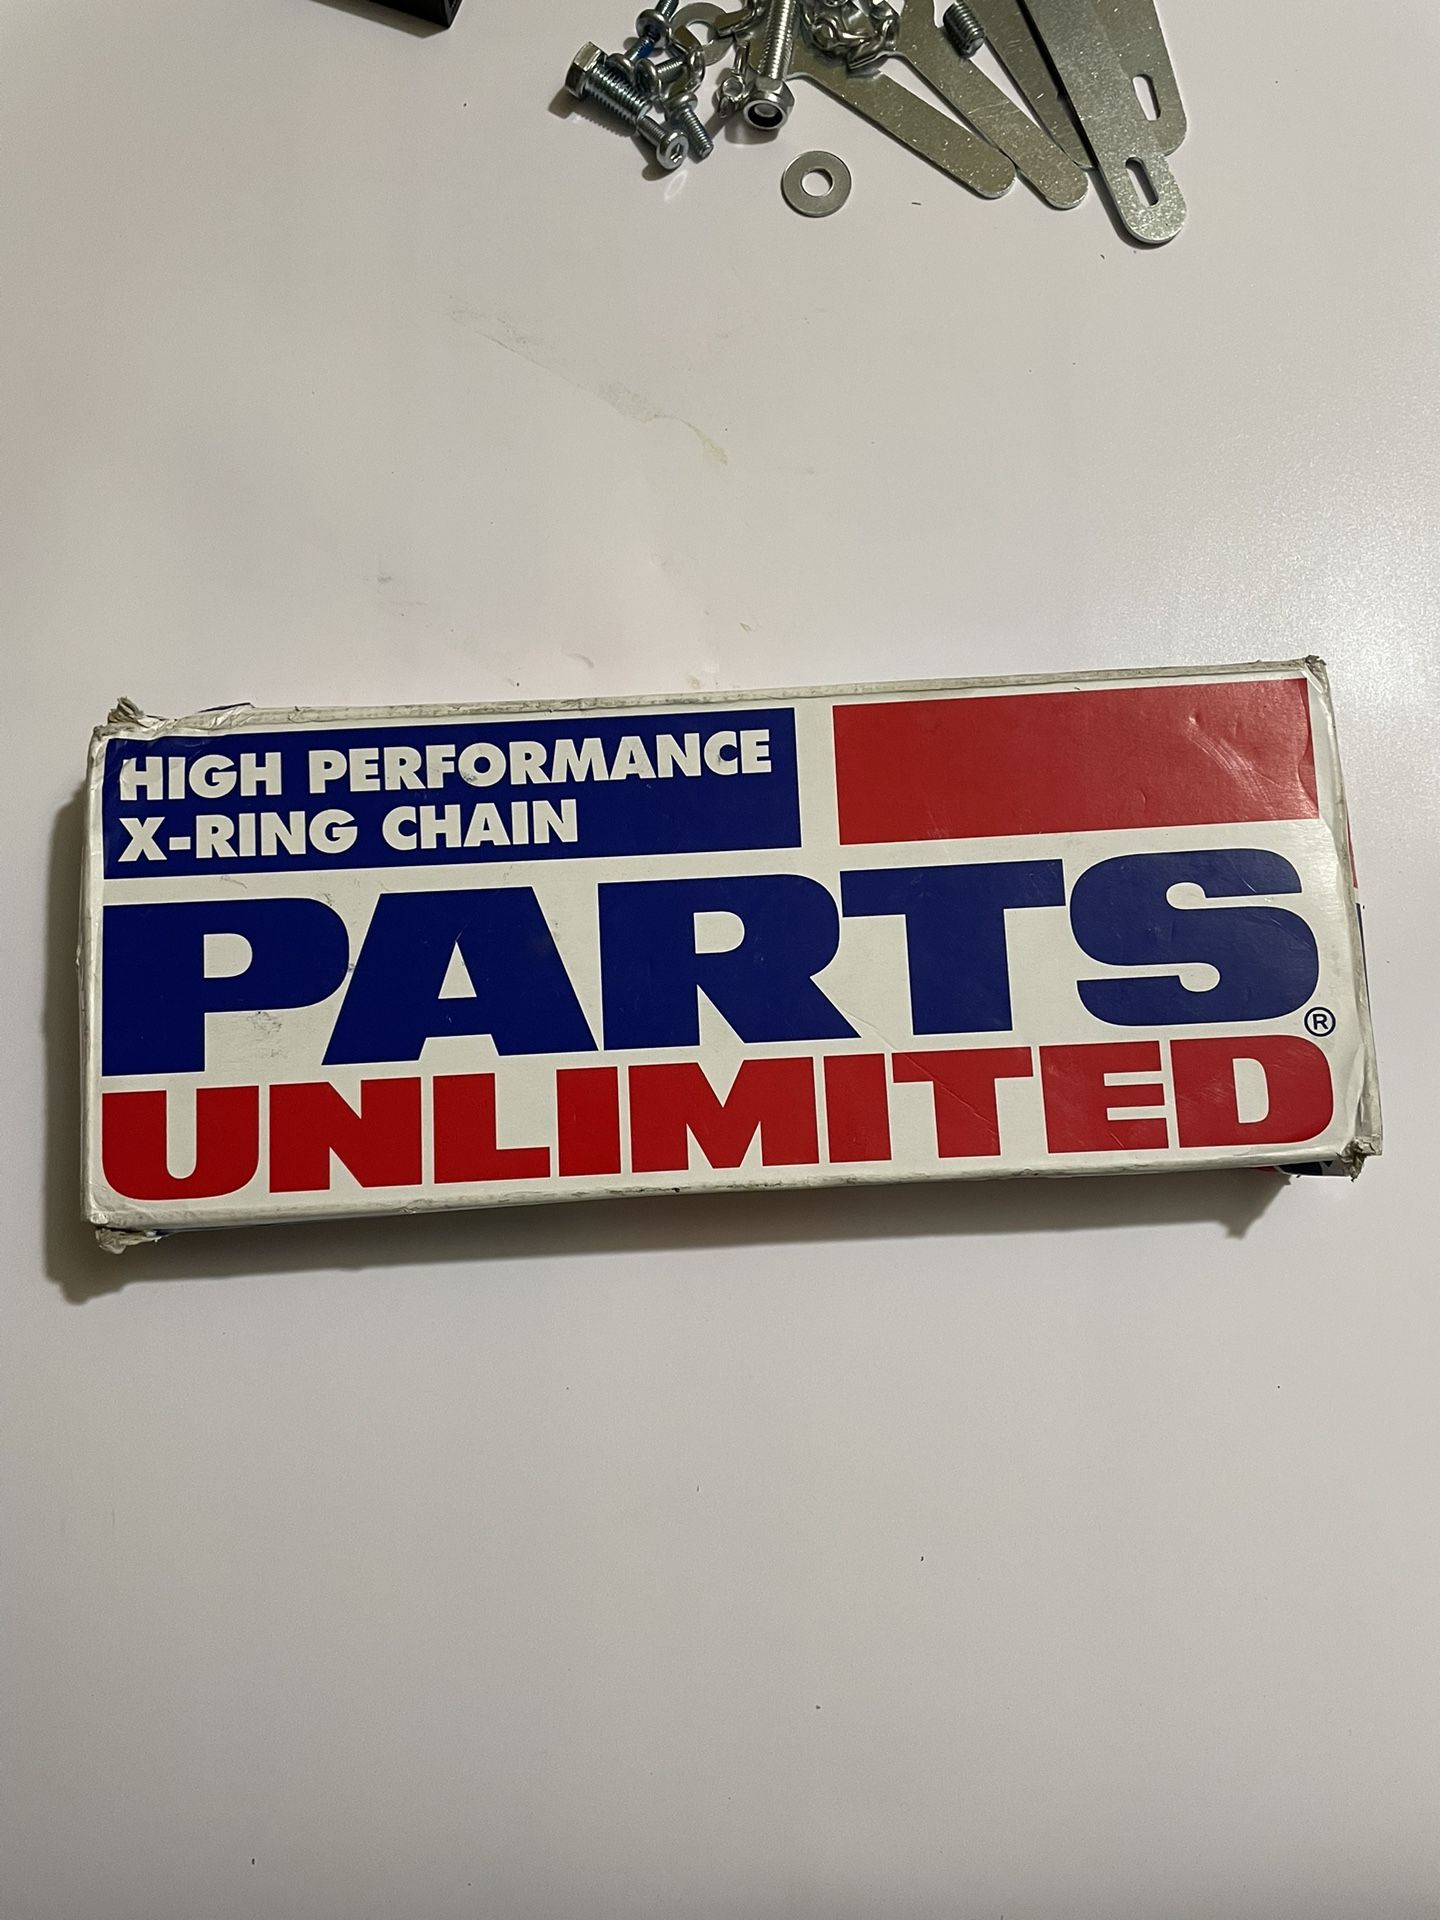 HIGH PERFORMANCE
X-RING CHAIN
PARTS
UNLIMITED®